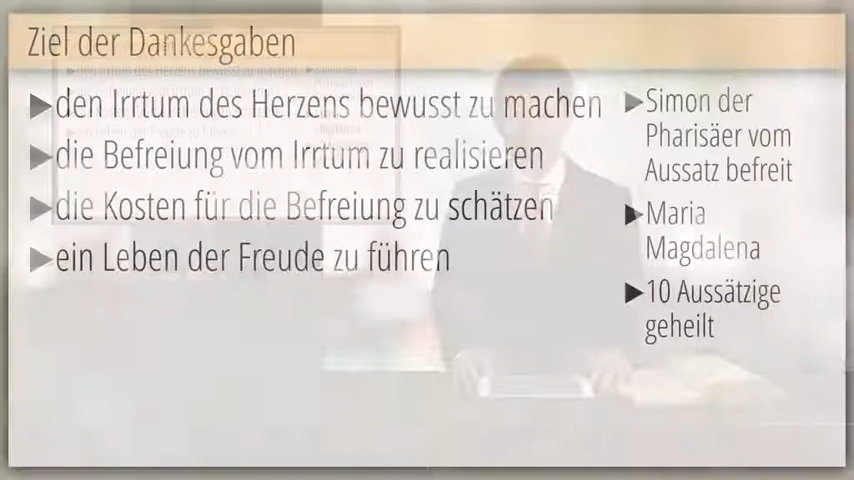 Ziel der Dankesgaben
▶den Irrtum des Herzens bewusst zu machen
▶die Befreiung vom Irrtum zu realisieren
▶die Kosten für die Befreiung zu schätzen
▶ein Leben der Freude zu führen
▶Simon der
Pharisäer vom
Aussatz befreit
▶Maria
Magdalena
▶10 Aussätzige
geheilt